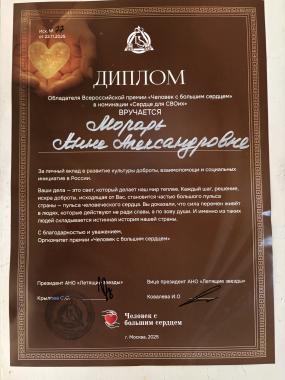 Исх. № 77
от 22.11.2025
ДИПЛОМ
Обладателя Всероссийской премии «Человек с большим сердцем»
в номинации «Сердце для СВОих»
ВРУЧАЕТСЯ
Морарь
Анне Александровне
За личный вклад в развитие культуры доброты, взаимопомощи и социальных
инициатив в России.
Ваши дела – это свет, который делает наш мир теплее. Каждый шаг, решение,
искра доброты, исходящая от Вас, становится частью большого пульса
страны – пульса человеческого сердца. Вы доказали, что сила перемен живёт
в людях, которые действуют не ради славы, а по зову души. И именно из таких
людей складывается истинная история нашей страны.
С благодарностью и уважением,
Оргкомитет премии «Человек с большим сердцем»
Президент АНО «Летящие звезды»
Вице президент АНО «Летящие звезды»
Крылова С.С.
Ковалева И.О
Человек с
большим сердцем
г. Москва, 2025